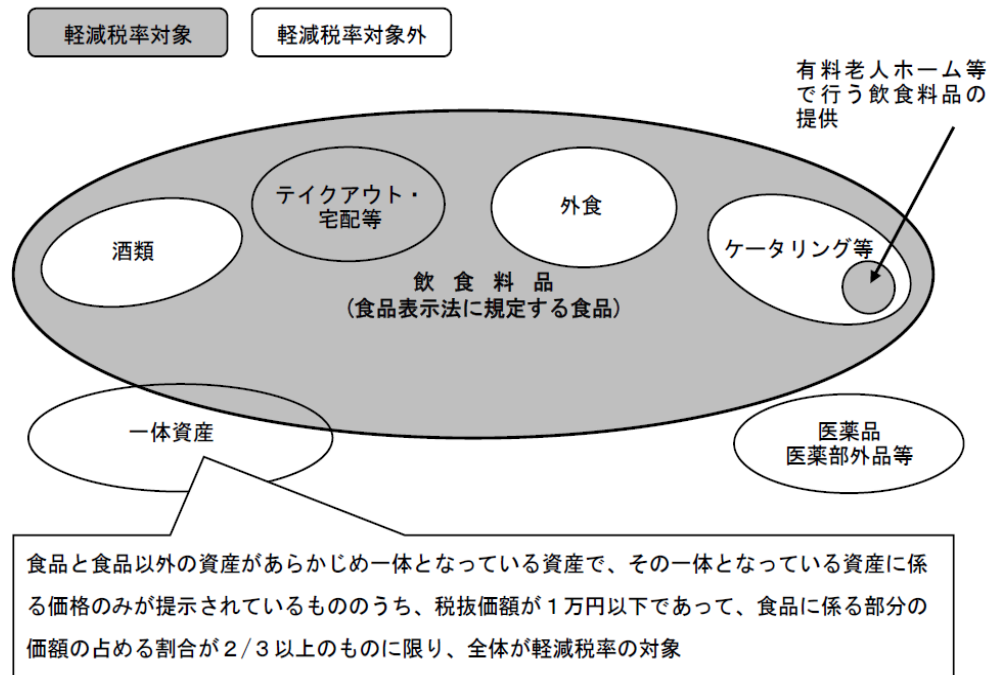 軽減税率対象
軽減税率対象外
有料老人ホーム等
で行う飲食料品の
提供
テイクアウト・
宅配等
外食
酒類
ケータリング等
飲食料品
(食品表示法に規定する食品)
一体資産
医薬品
医薬部外品等
食品と食品以外の資産があらかじめ一体となっている資産で、その一体となっている資産に係
る価格のみが提示されているもののうち、税抜価額が１万円以下であって、食品に係る部分の
価額の占める割合が２/３以上のものに限り、全体が軽減税率の対象